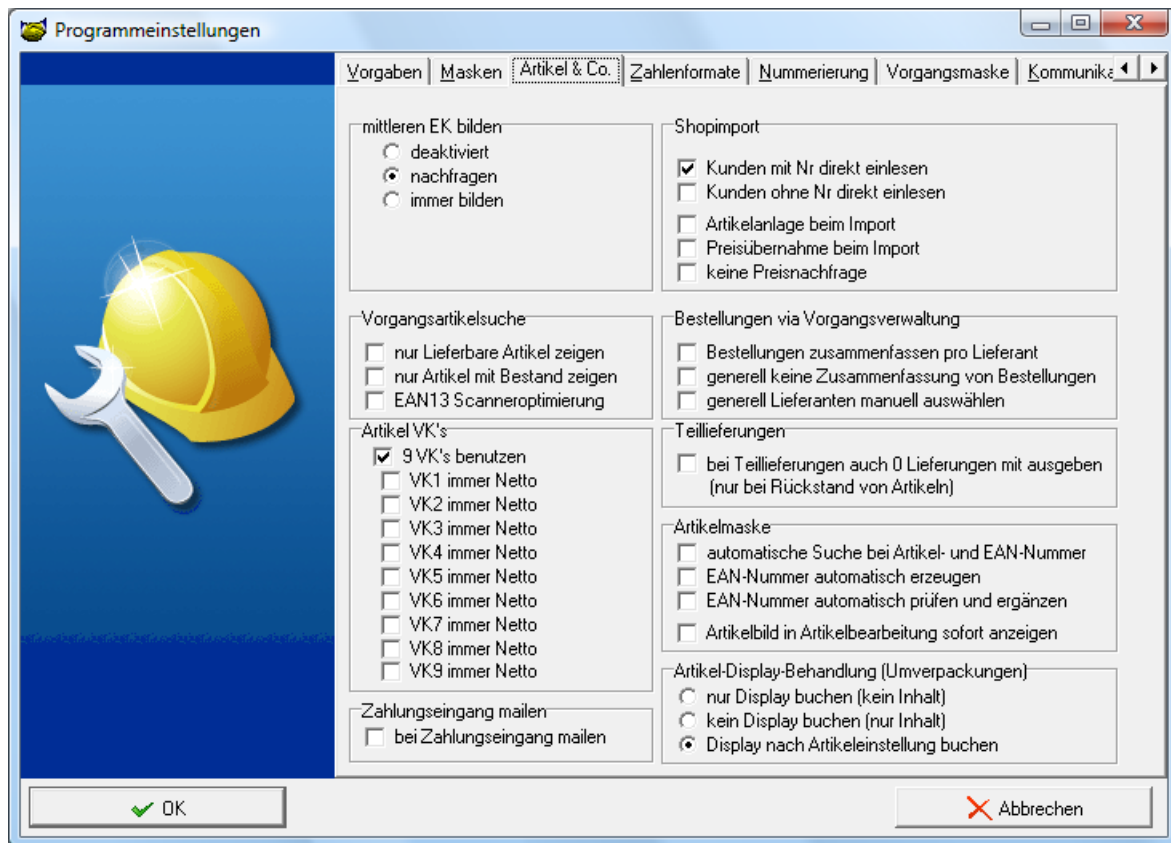 Programmeinstellungen
Vorgaben Masken Artikel & Co. Zahlenformate Nummerierung Vorgangsmaske Kommunika
mittleren EK bilden
deaktiviert
nachfragen
immer bilden
Shopimport
Kunden mit Nr direkt einlesen
Kunden ohne Nr direkt einlesen
Artikelanlage beim Import
Preisübernahme beim Import
keine Preisnachfrage
Vorgangsartikelsuche
nur Lieferbare Artikel zeigen
nur Artikel mit Bestand zeigen
EAN13 Scanneroptimierung
Bestellungen via Vorgangsverwaltung
Bestellungen zusammenfassen pro Lieferant
generell keine Zusammenfassung von Bestellungen
generell Lieferanten manuell auswählen
Artikel VK's
9 VK's benutzen
VK1 immer Netto
VK2 immer Netto
VK3 immer Netto
VK4 immer Netto
VK5 immer Netto
VK6 immer Netto
VK7 immer Netto
VK8 immer Netto
VK9 immer Netto
Teillieferungen
bei Teillieferungen auch 0 Lieferungen mit ausgeben
(nur bei Rückstand von Artikeln)
Artikelmaske
automatische Suche bei Artikel- und EAN-Nummer
EAN-Nummer automatisch erzeugen
EAN-Nummer automatisch prüfen und ergänzen
Artikelbild in Artikelbearbeitung sofort anzeigen
Zahlungseingang mailen
bei Zahlungseingang mailen
Artikel-Display-Behandlung (Umverpackungen)
nur Display buchen (kein Inhalt)
kein Display buchen (nur Inhalt)
Display nach Artikeleinstellung buchen
OK
Abbrechen